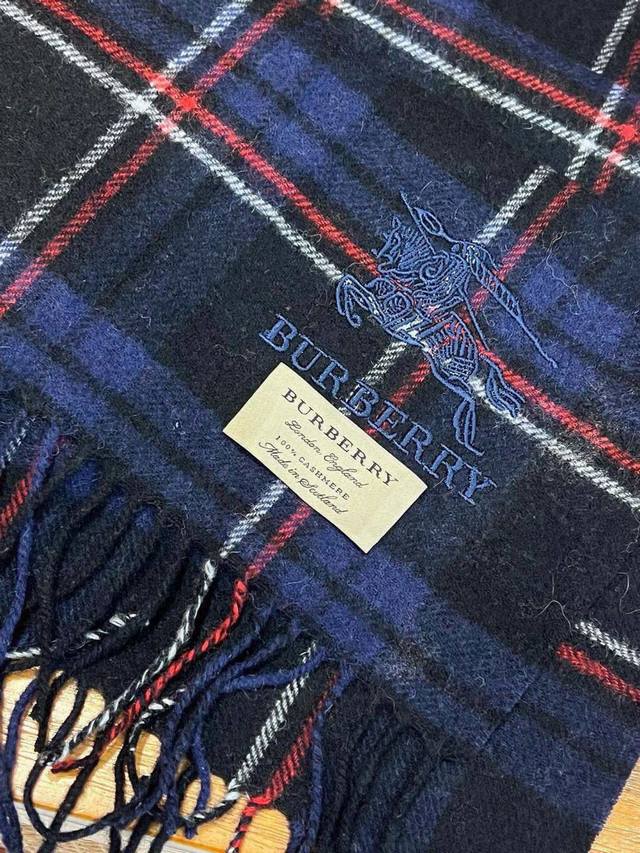 BURBERRY
BURBERRY
London, England
100% CASHMERE
Made in Scotland